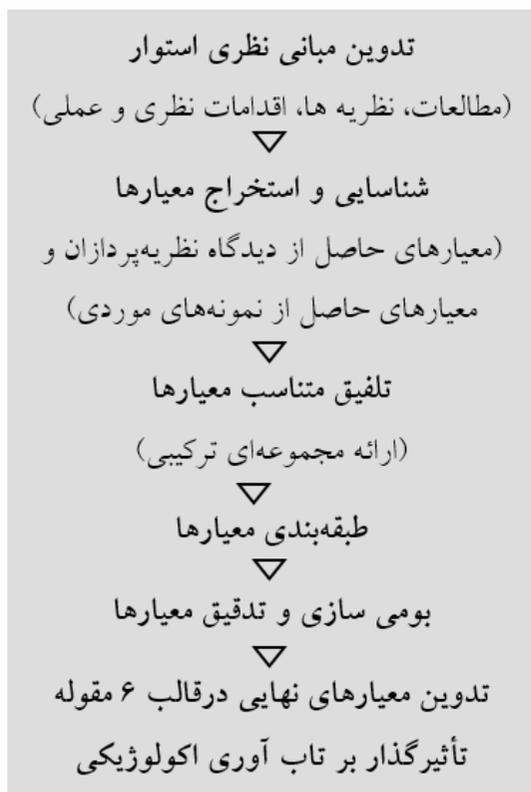 تدوین مبانی نظری استوار
(مطالعات، نظریه ها، اقدامات نظری و عملی)
شناسایی و استخراج معیارها
(معیارهای حاصل از دیدگاه نظریه‌پردازان و
معیارهای حاصل از نمونه‌های موردی)
تلفیق متناسب معیارها
(ارائه مجموعه‌ای ترکیبی)
طبقه‌بندی معیارها
بومی سازی و تدقیق معیارها
تدوین معیارهای نهایی درقالب ۶ مقوله
تأثیرگذار بر تاب آوری اکولوژیکی